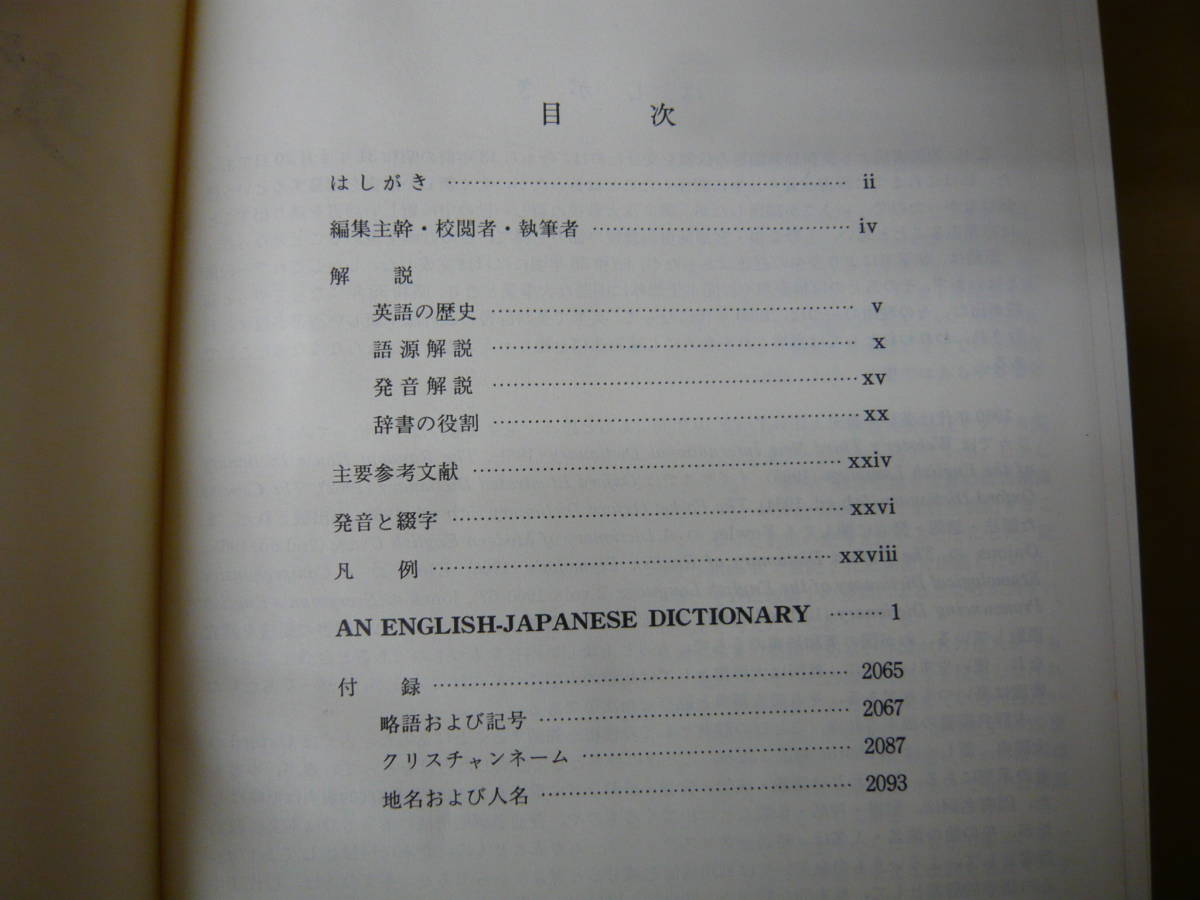 目 次
はしがき ii
編集主幹・校閲者・執筆者 iv
解 説
英語の歴史 v
語源解説 x
発音解説 xv
辞書の役割 xx
主要参考文献 xxiv
発音と綴字 xxvi
凡 例 xxviii
AN ENGLISH-JAPANESE DICTIONARY 1
付 録 2065
略語および記号 2067
クリスチャンネーム 2087
地名および人名 2093